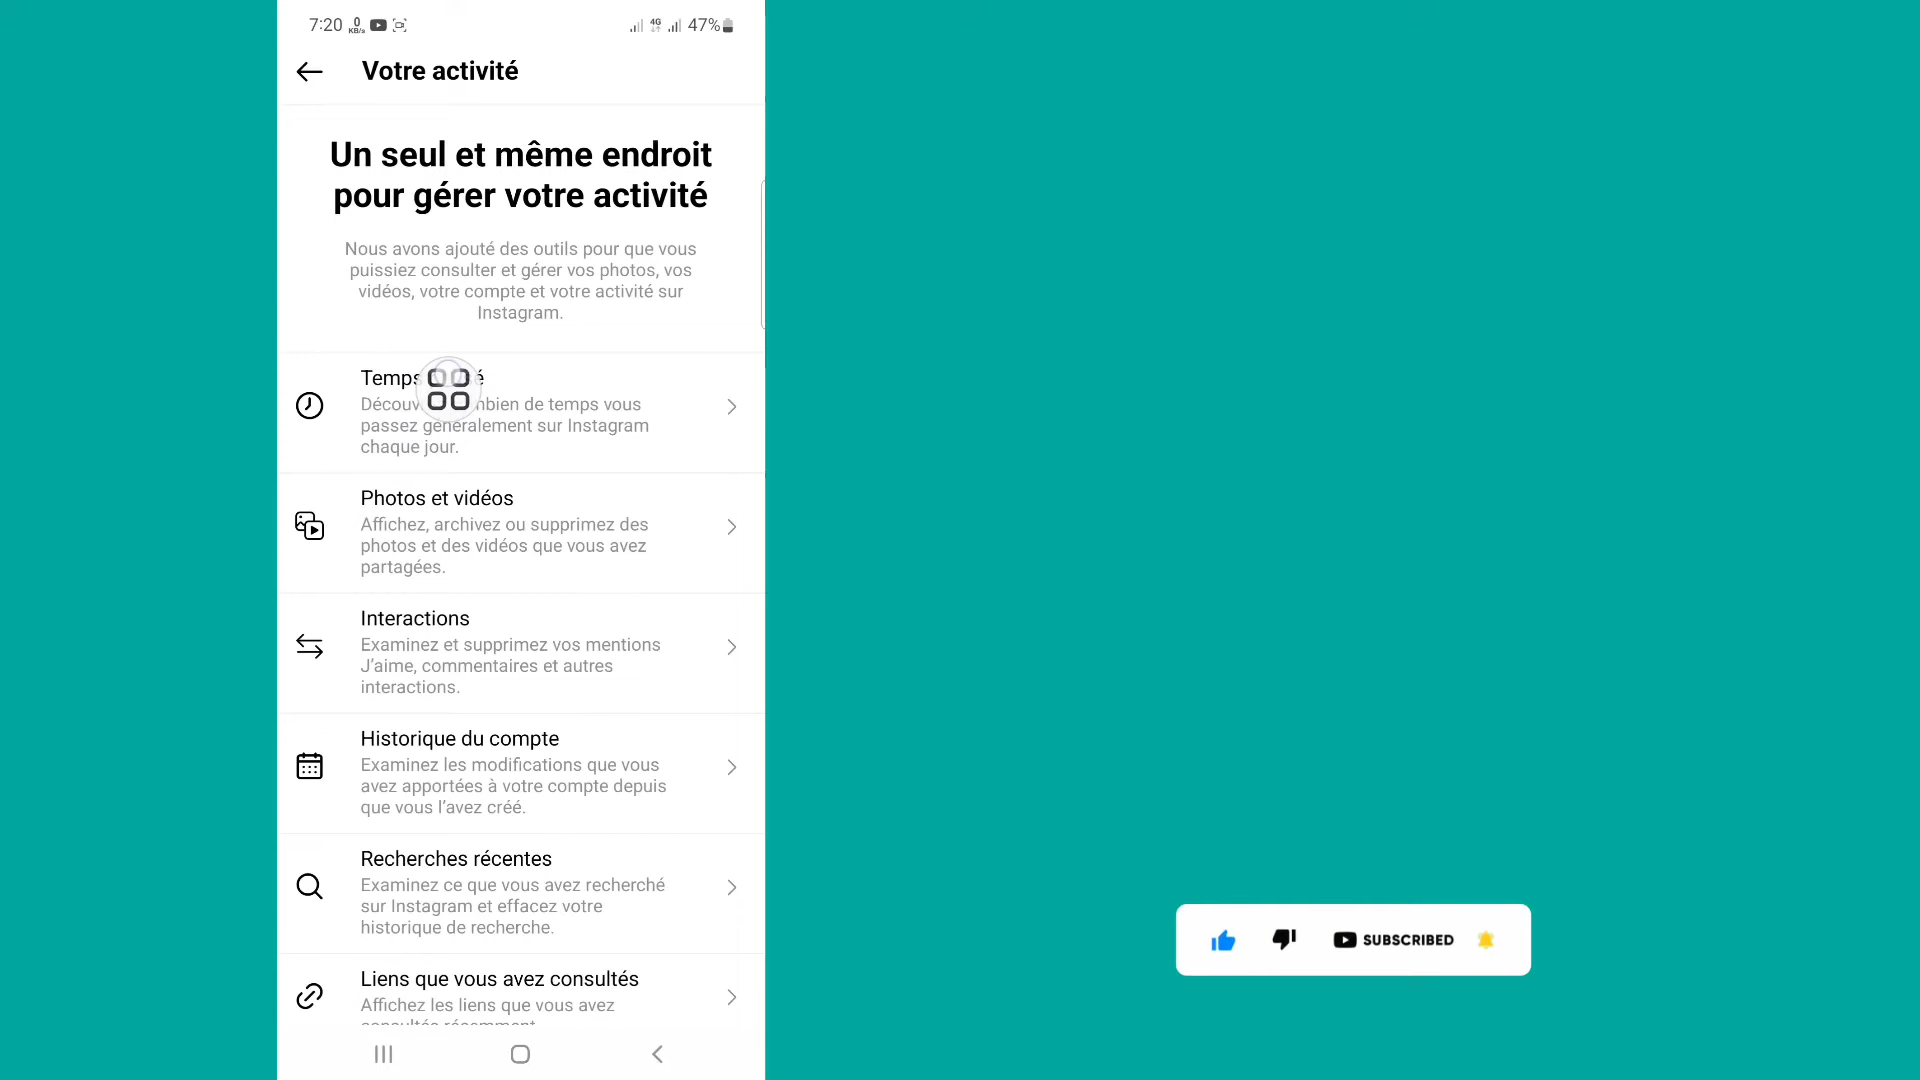 7:20 0 KB/s 4G 47%
Votre activité
Un seul et même endroit
pour gérer votre activité
Nous avons ajouté des outils pour que vous
puissiez consulter et gérer vos photos, vos
vidéos, votre compte et votre activité sur
Instagram.
Temps
de temps vous
passez généralement sur Instagram
chaque jour.
Photos et vidéos
Affichez, archivez ou supprimez des
photos et des vidéos que vous avez
partagées.
Interactions
Examinez et supprimez vos mentions
J’aime, commentaires et autres
interactions.
Historique du compte
Examinez les modifications que vous
avez apportées à votre compte depuis
que vous l’avez créé.
Recherches récentes
Examinez ce que vous avez recherché
sur Instagram et effacez votre
historique de recherche.
Liens que vous avez consultés
Affichez les liens que vous avez
SUBSCRIBED